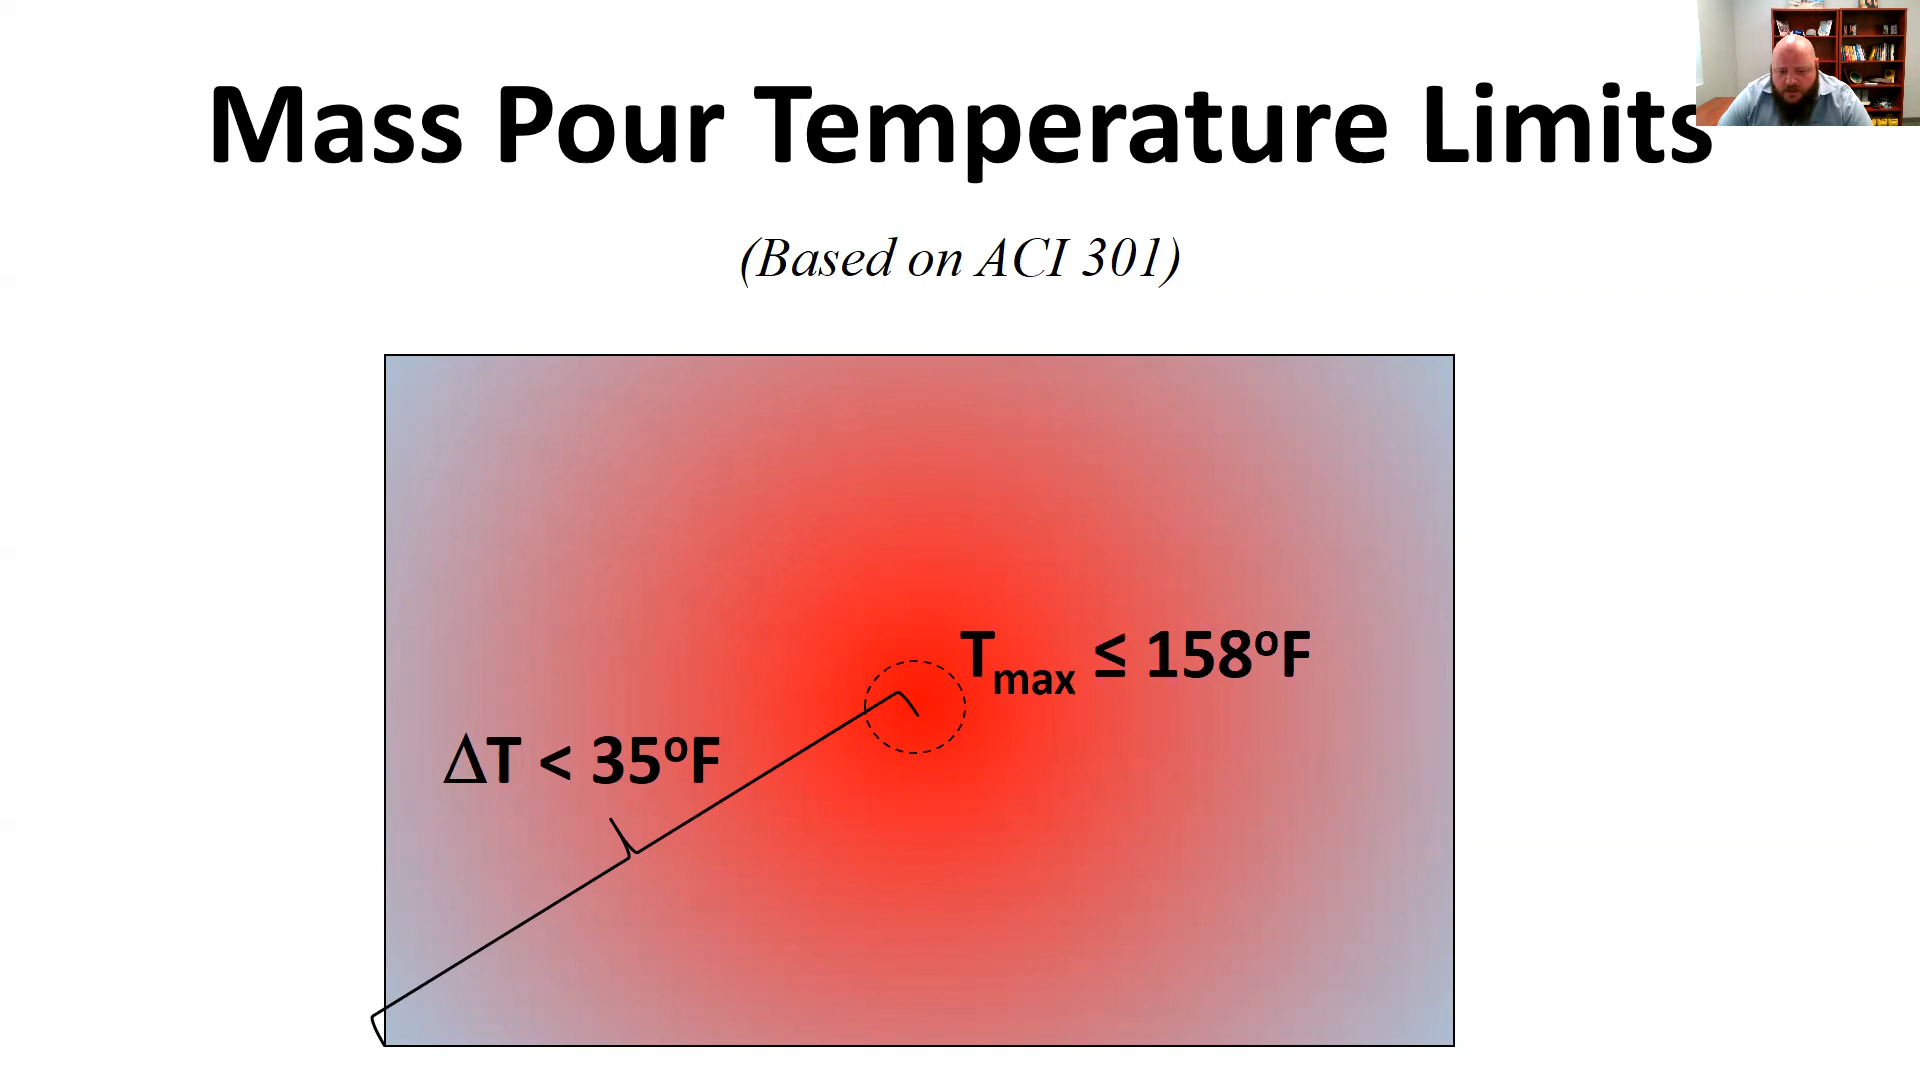 Mass Pour Temperature Limits
(Based on ACI 301)
Tmax ≤ 158ºF
ΔT < 35ºF